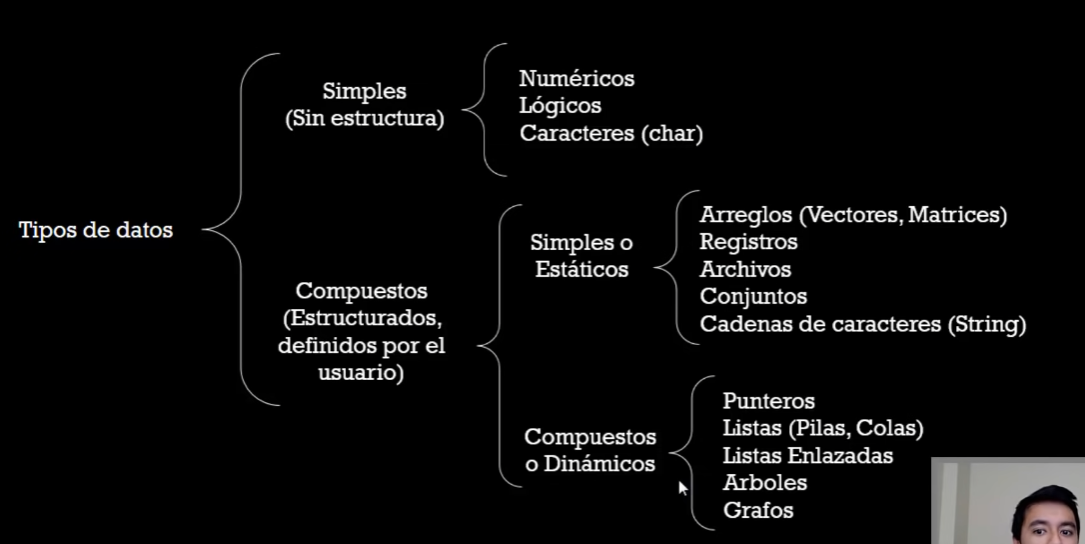 Tipos de datos
Simples
(Sin estructura)
Numéricos
Lógicos
Caracteres (char)
Compuestos
(Estructurados,
definidos por el
usuario)
Simples o
Estáticos
Arreglos (Vectores, Matrices)
Registros
Archivos
Conjuntos
Cadenas de caracteres (String)
Compuestos
o Dinámicos
Punteros
Listas (Pilas, Colas)
Listas Enlazadas
Arboles
Grafos